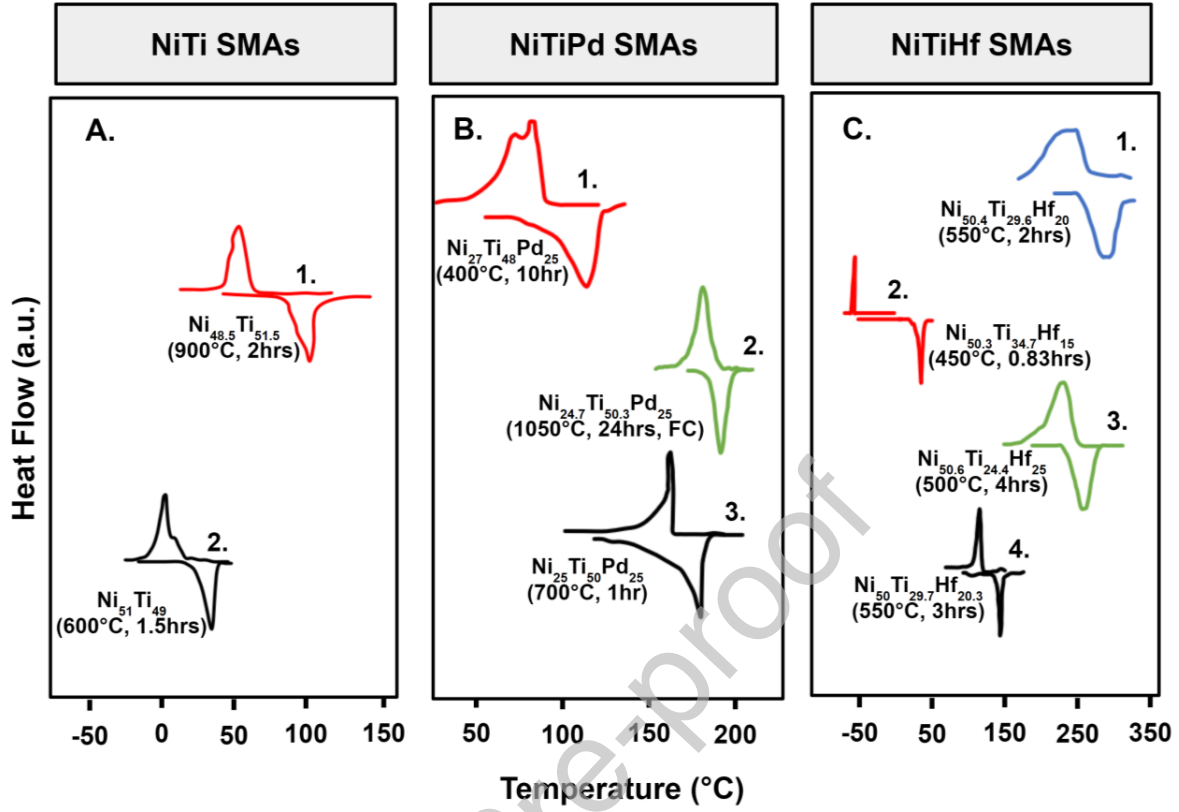 NiTi SMAs
NiTiPd SMAs
NiTiHf SMAs
Heat Flow (a.u.)
A.
1.
Ni48.5Ti51.5
(900°C, 2hrs)
2.
Ni51Ti49
(600°C, 1.5hrs)
-50 0 50 100 150
B.
1.
Ni27Ti48Pd25
(400°C, 10hr)
2.
Ni24.7Ti50.3Pd25
(1050°C, 24hrs, FC)
3.
Ni25Ti50Pd25
(700°C, 1hr)
50 100 150 200
C.
1.
Ni50.4Ti29.6Hf20
(550°C, 2hrs)
2.
Ni50.3Ti34.7Hf15
(450°C, 0.83hrs)
3.
Ni50.6Ti24.4Hf25
(500°C, 4hrs)
4.
Ni50Ti29.7Hf20.3
(550°C, 3hrs)
-50 50 150 250 350
Temperature (°C)
re-proof